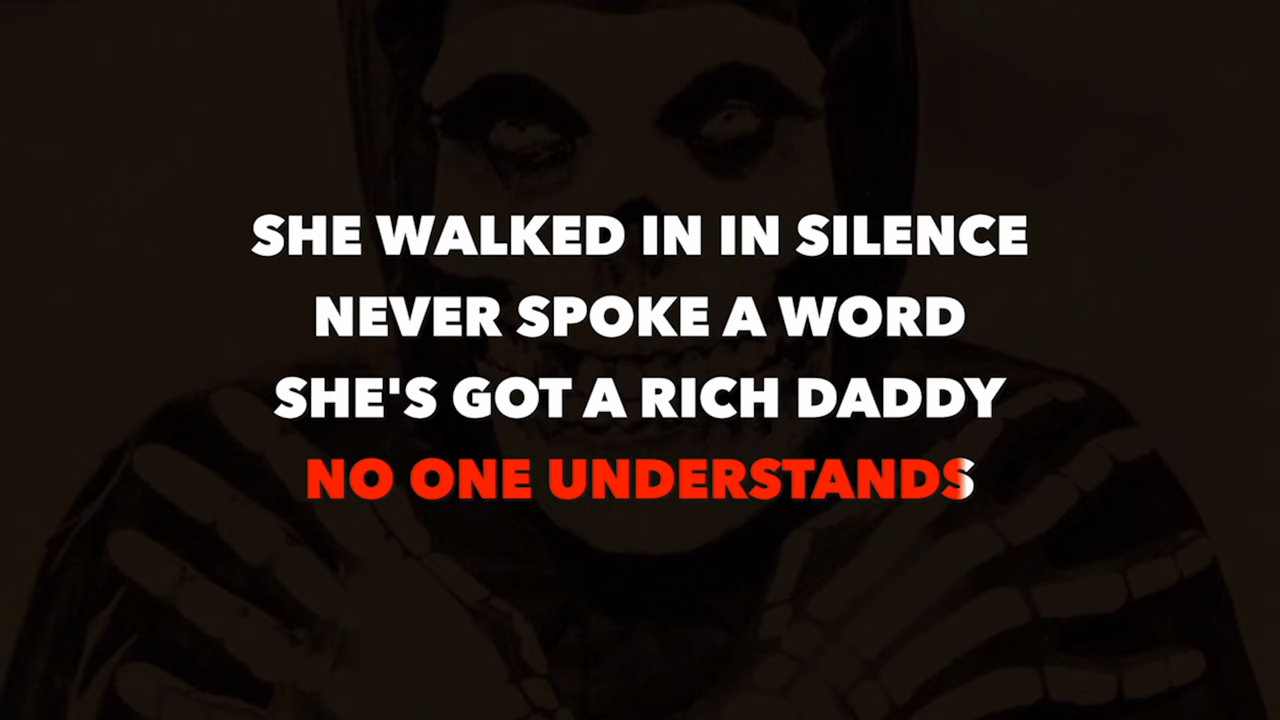 SHE WALKED IN IN SILENCE
NEVER SPOKE A WORD
SHE'S GOT A RICH DADDY
NO ONE UNDERSTANDS